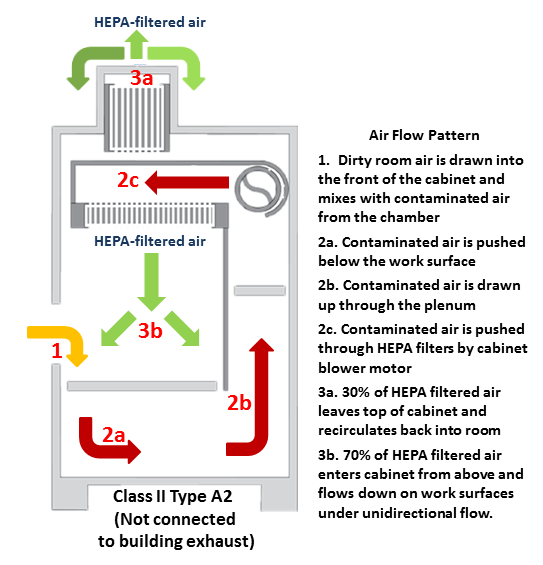 HEPA-filtered air
3a
2c
HEPA-filtered air
3b
1
2b
2a
Class II Type A2
(Not connected
to building exhaust)
Air Flow Pattern
1.  Dirty room air is drawn into
the front of the cabinet and
mixes with contaminated air
from the chamber
2a. Contaminated air is pushed
below the work surface
2b. Contaminated air is drawn
up through the plenum
2c. Contaminated air is pushed
through HEPA filters by cabinet
blower motor
3a. 30% of HEPA filtered air
leaves top of cabinet and
recirculates back into room
3b. 70% of HEPA filtered air
enters cabinet from above and
flows down on work surfaces
under unidirectional flow.